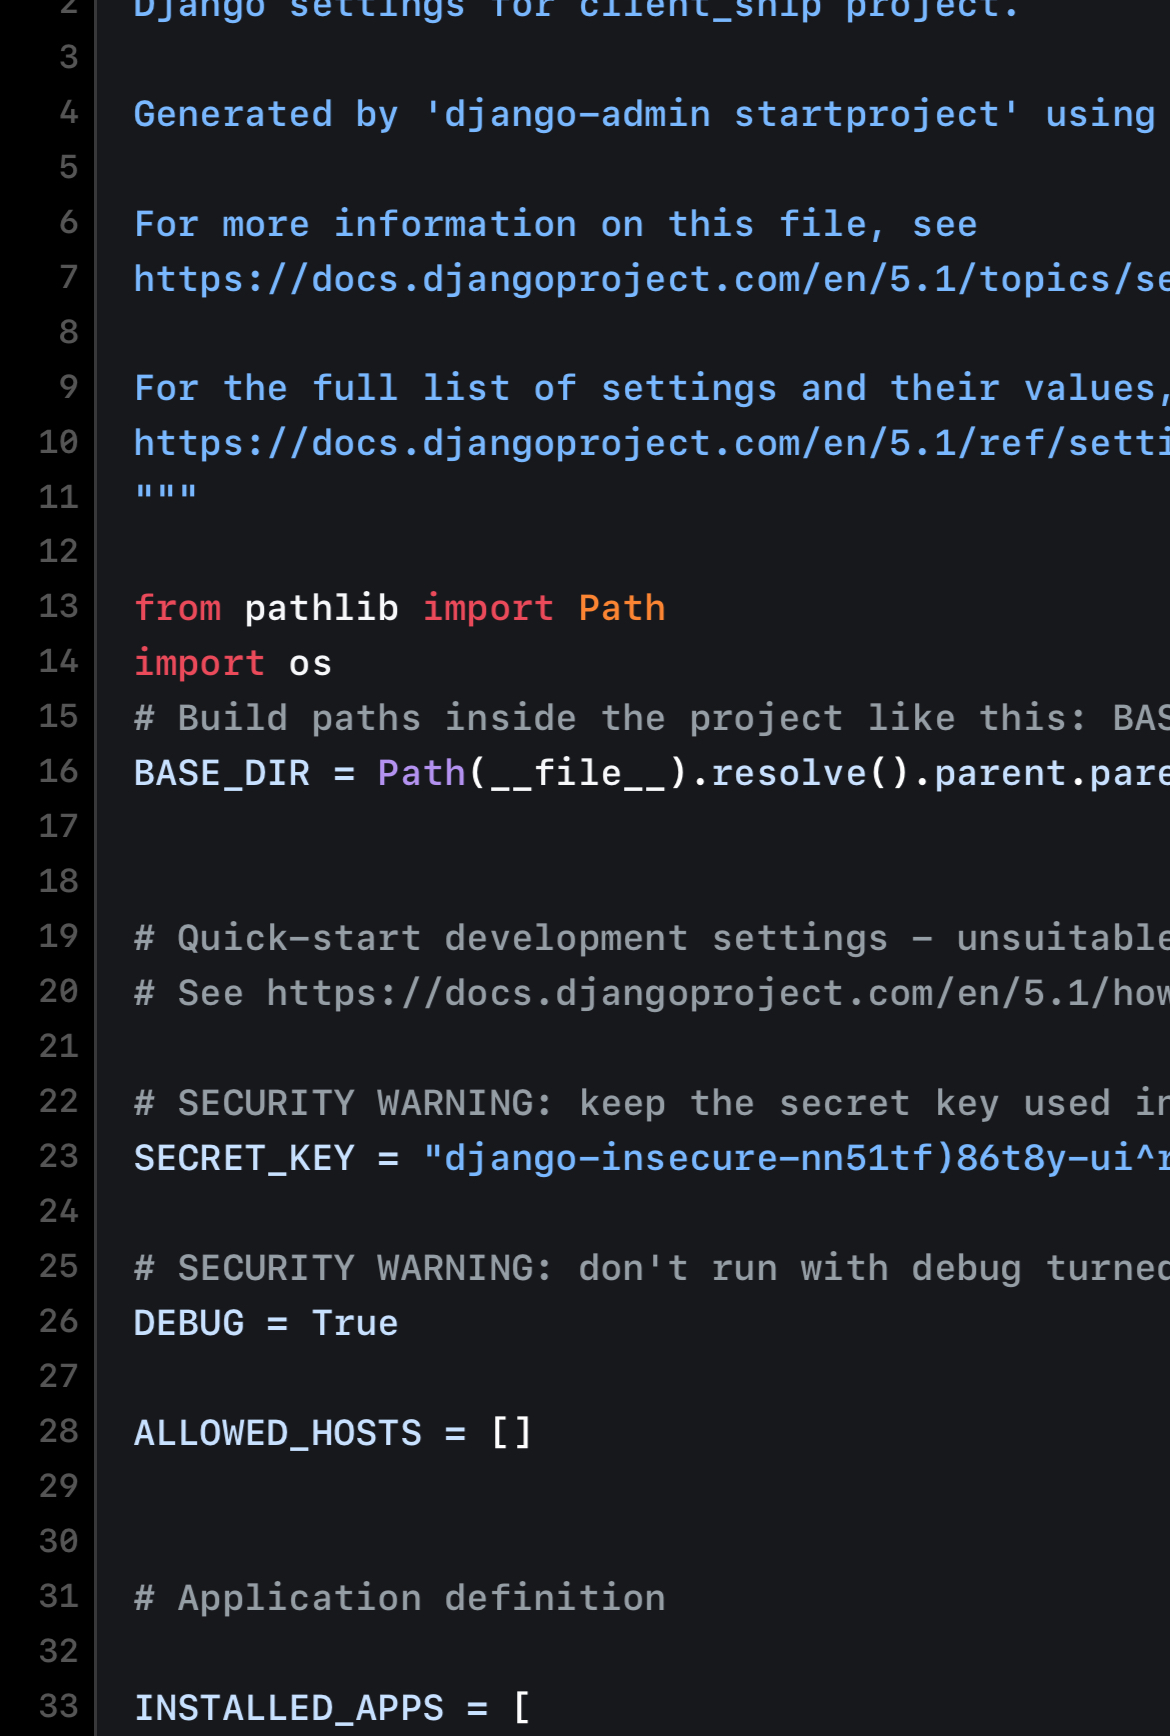 2 Django settings for client_ship project.
3
4 Generated by 'django-admin startproject' using
5
6 For more information on this file, see
7 https://docs.djangoproject.com/en/5.1/topics/se
8
9 For the full list of settings and their values,
10 https://docs.djangoproject.com/en/5.1/ref/setti
11 """
12
13 from pathlib import Path
14 import os
15 # Build paths inside the project like this: BAS
16 BASE_DIR = Path(__file__).resolve().parent.pare
17
18
19 # Quick-start development settings - unsuitable
20 # See https://docs.djangoproject.com/en/5.1/how
21
22 # SECURITY WARNING: keep the secret key used in
23 SECRET_KEY = "django-insecure-nn51tf)86t8y-ui^r
24
25 # SECURITY WARNING: don't run with debug turned
26 DEBUG = True
27
28 ALLOWED_HOSTS = []
29
30
31 # Application definition
32
33 INSTALLED_APPS = [